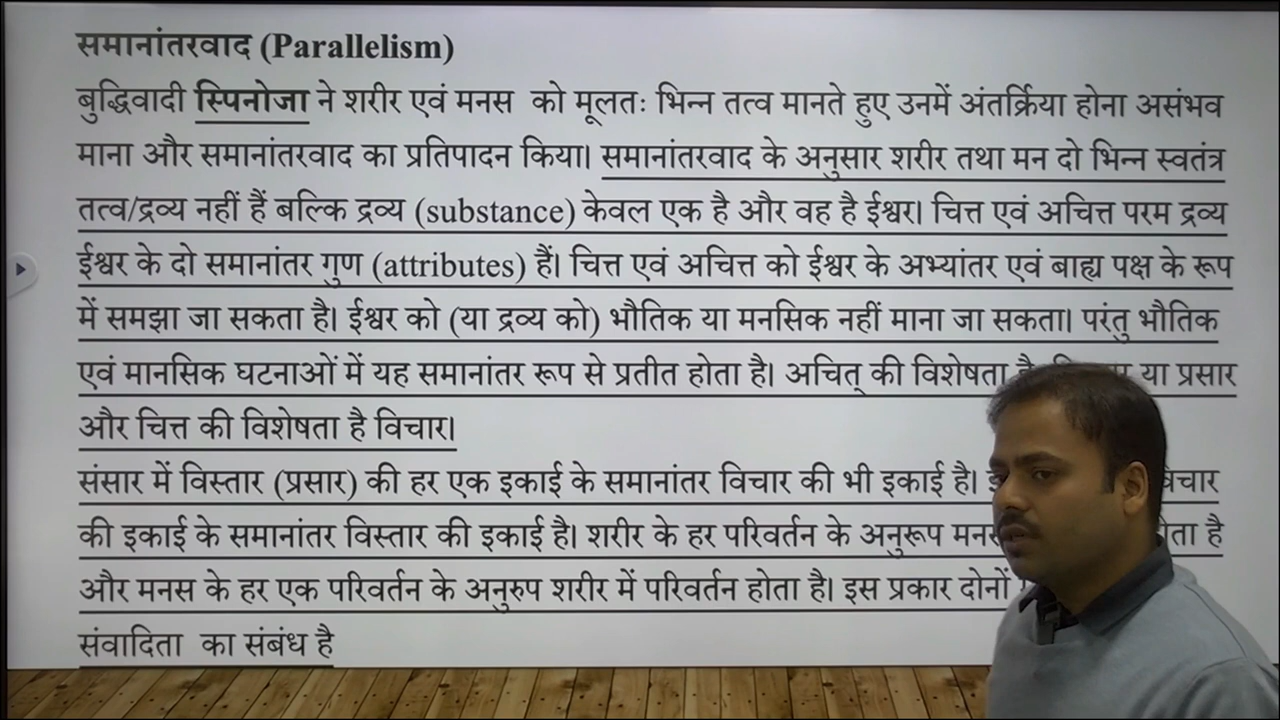 समानांतरवाद (Parallelism)
बुद्धिवादी स्पिनोजा ने शरीर एवं मनस को मूलतः भिन्न तत्व मानते हुए उनमें अंतर्क्रिया होना असंभव
माना और समानांतरवाद का प्रतिपादन किया। समानांतरवाद के अनुसार शरीर तथा मन दो भिन्न स्वतंत्र
तत्व/द्रव्य नहीं हैं बल्कि द्रव्य (substance) केवल एक है और वह है ईश्वर। चित्त एवं अचित्त परम द्रव्य
ईश्वर के दो समानांतर गुण (attributes) हैं। चित्त एवं अचित्त को ईश्वर के अभ्यांतर एवं बाह्य पक्ष के रूप
में समझा जा सकता है। ईश्वर को (या द्रव्य को) भौतिक या मनसिक नहीं माना जा सकता। परंतु भौतिक
एवं मानसिक घटनाओं में यह समानांतर रूप से प्रतीत होता है। अचित् की विशेषता या प्रसार
और चित्त की विशेषता है विचार।
संसार में विस्तार (प्रसार) की हर एक इकाई के समानांतर विचार की भी इकाई है। विचार
की इकाई के समानांतर विस्तार की इकाई है। शरीर के हर परिवर्तन के अनुरूप है
और मनस के हर एक परिवर्तन के अनुरुप शरीर में परिवर्तन होता है। इस प्रकार दोनों
संवादिता का संबंध है